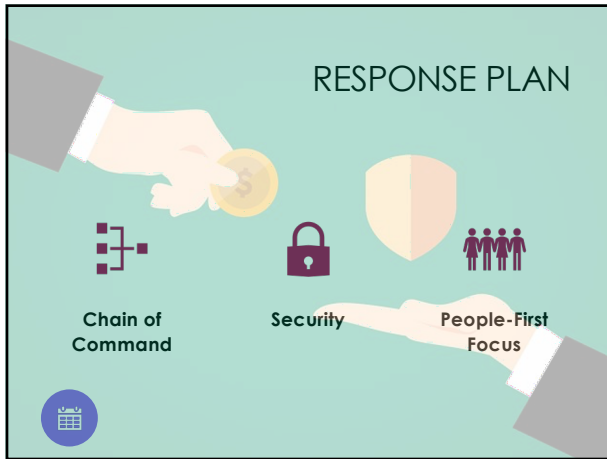 RESPONSE PLAN
Chain of
Command
Security
People-First
Focus
$